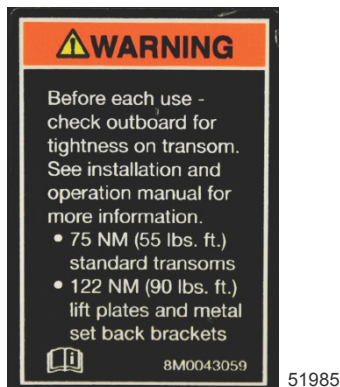 WARNING
Before each use -
check outboard for
tightness on transom.
See installation and
operation manual for
more information.
• 75 NM (55 lbs. ft.)
standard transoms
• 122 NM (90 lbs. ft.)
lift plates and metal
set back brackets
8M0043059
51985